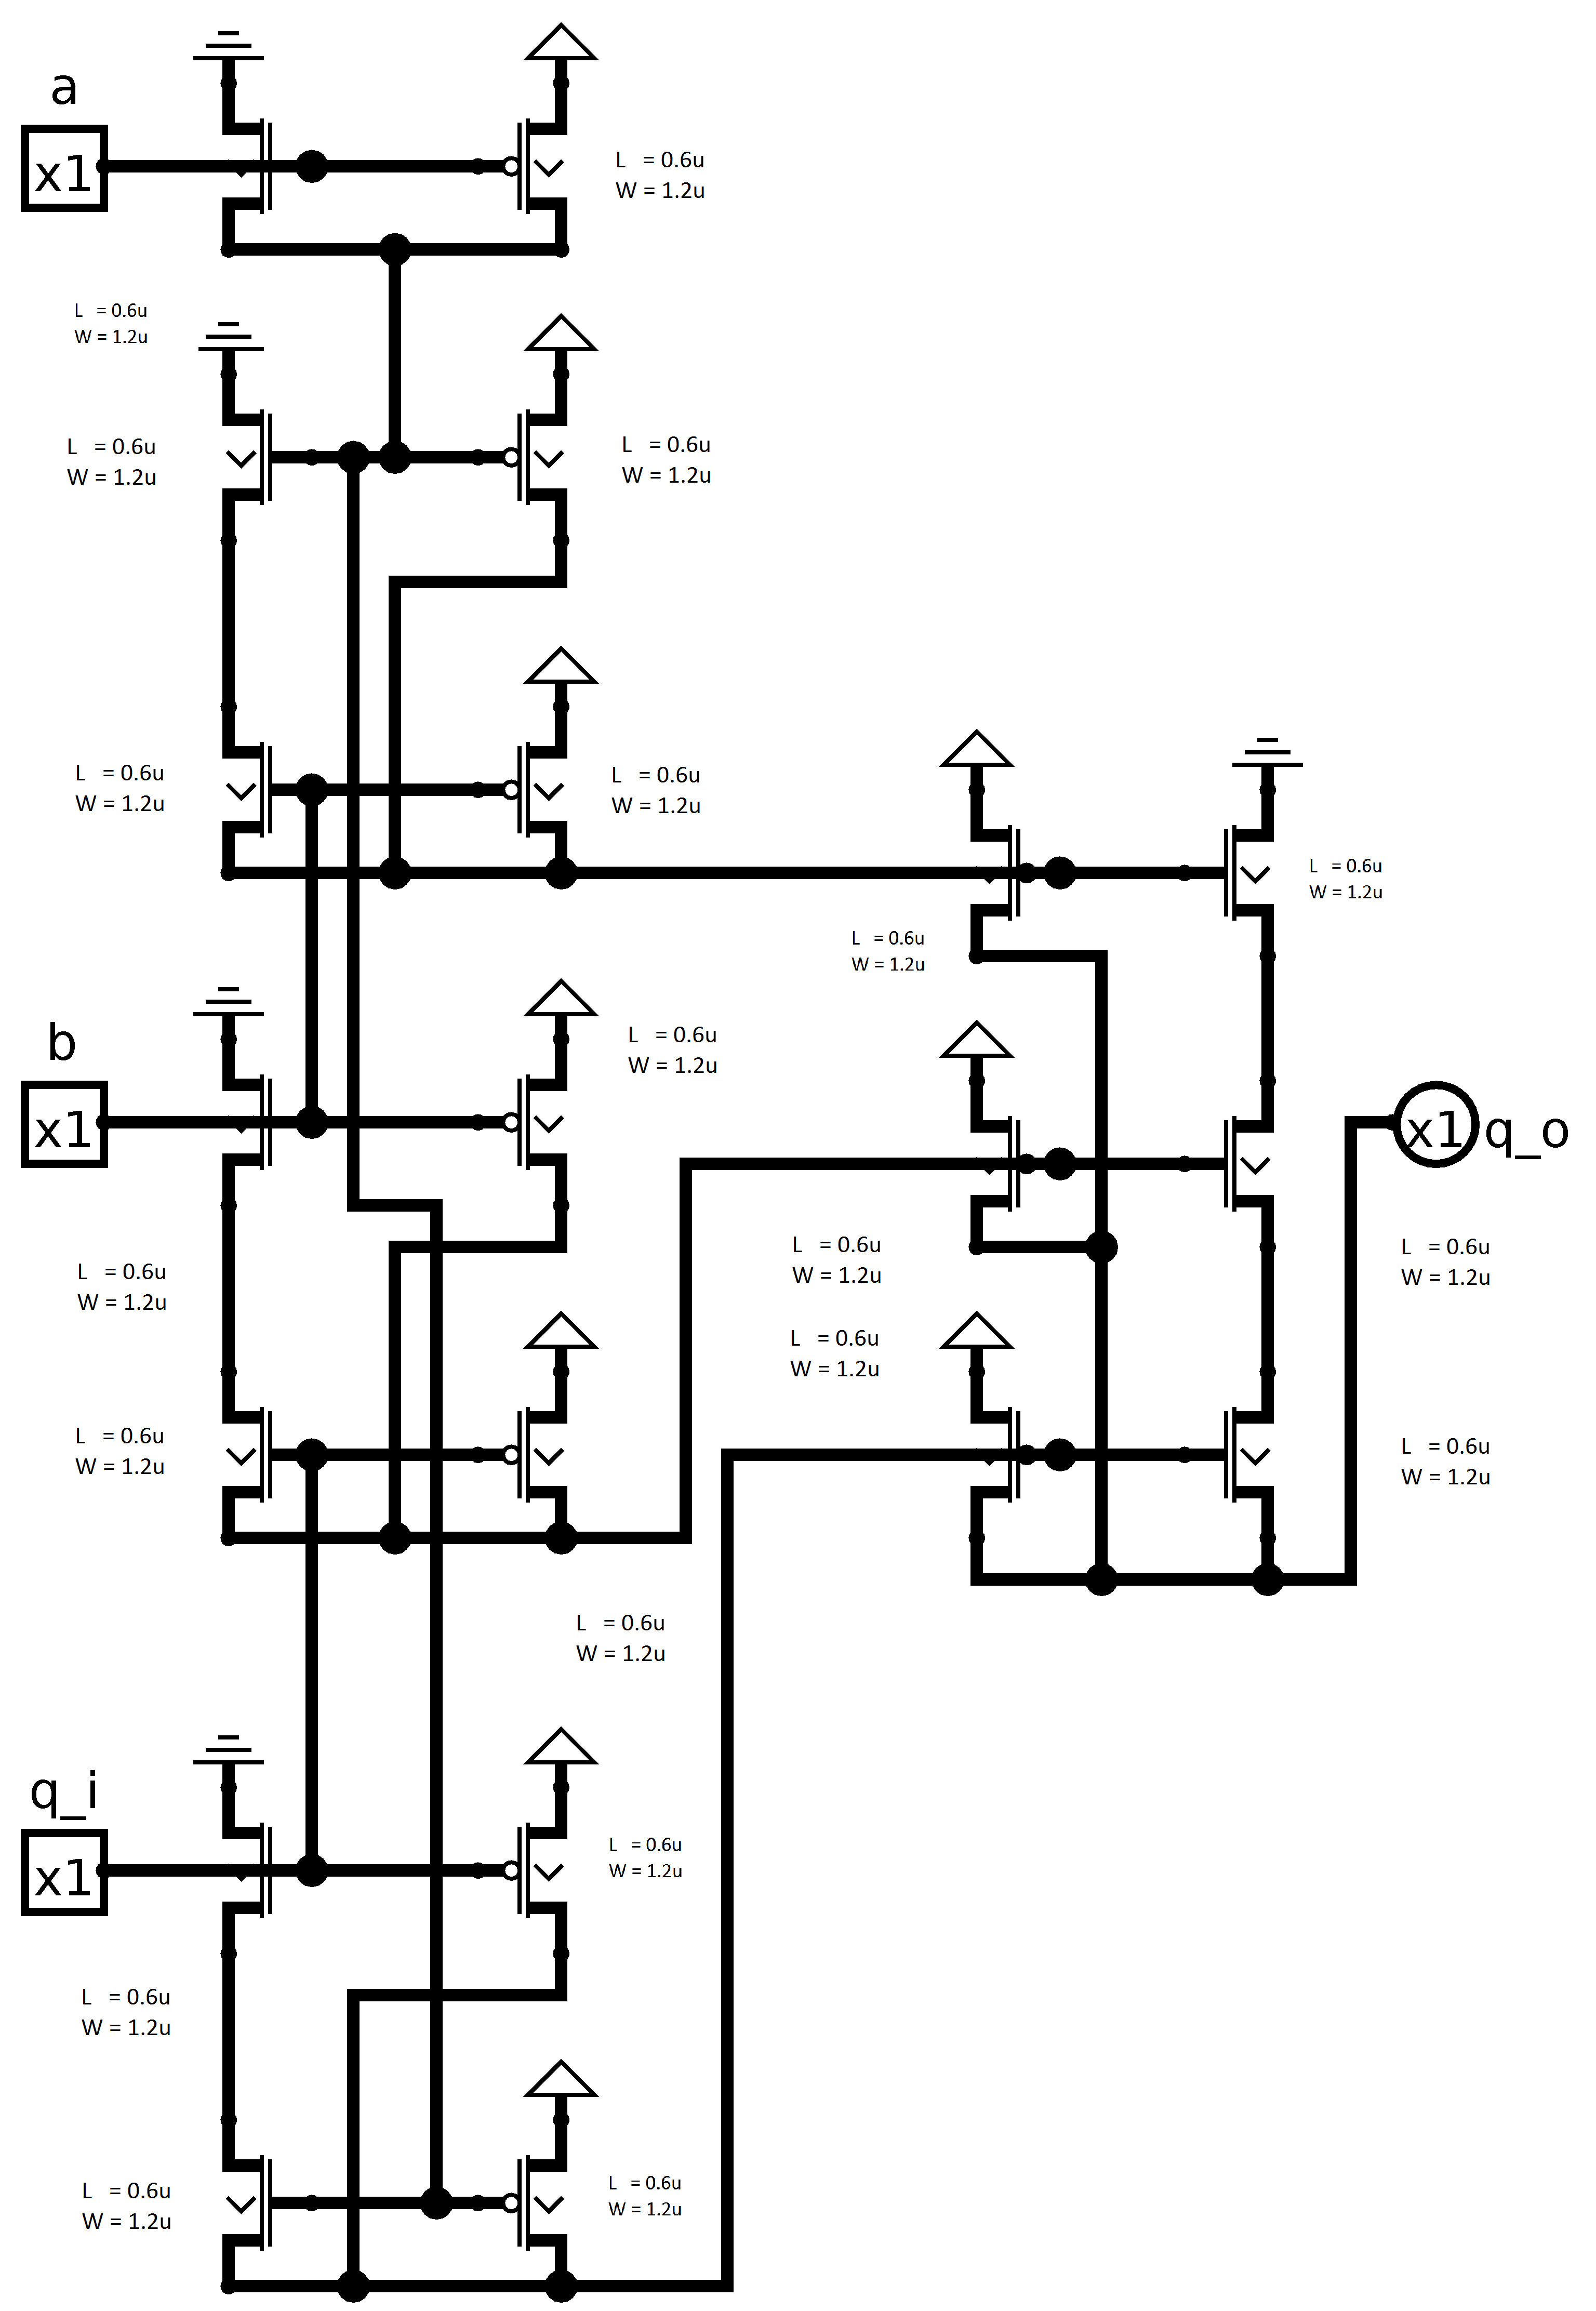 a
x1
L = 0.6u
W = 1.2u
L = 0.6u
W = 1.2u
L = 0.6u
W = 1.2u
L = 0.6u
W = 1.2u
L = 0.6u
W = 1.2u
L = 0.6u
W = 1.2u
L = 0.6u
W = 1.2u
L = 0.6u
W = 1.2u
b
x1
L = 0.6u
W = 1.2u
x1 q_o
L = 0.6u
W = 1.2u
L = 0.6u
W = 1.2u
L = 0.6u
W = 1.2u
L = 0.6u
W = 1.2u
L = 0.6u
W = 1.2u
L = 0.6u
W = 1.2u
L = 0.6u
W = 1.2u
q_i
x1
L = 0.6u
W = 1.2u
L = 0.6u
W = 1.2u
L = 0.6u
W = 1.2u
L = 0.6u
W = 1.2u